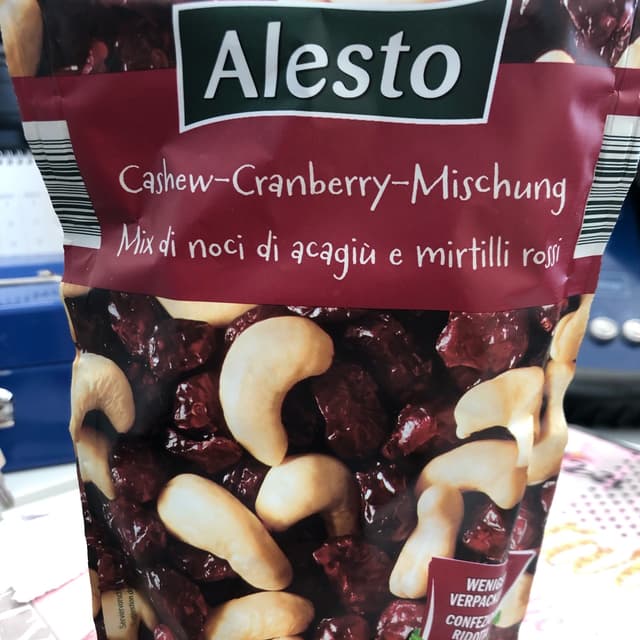 Alesto
Cashew-Cranberry-Mischung
Mix di noci di acagiù e mirtilli rossi